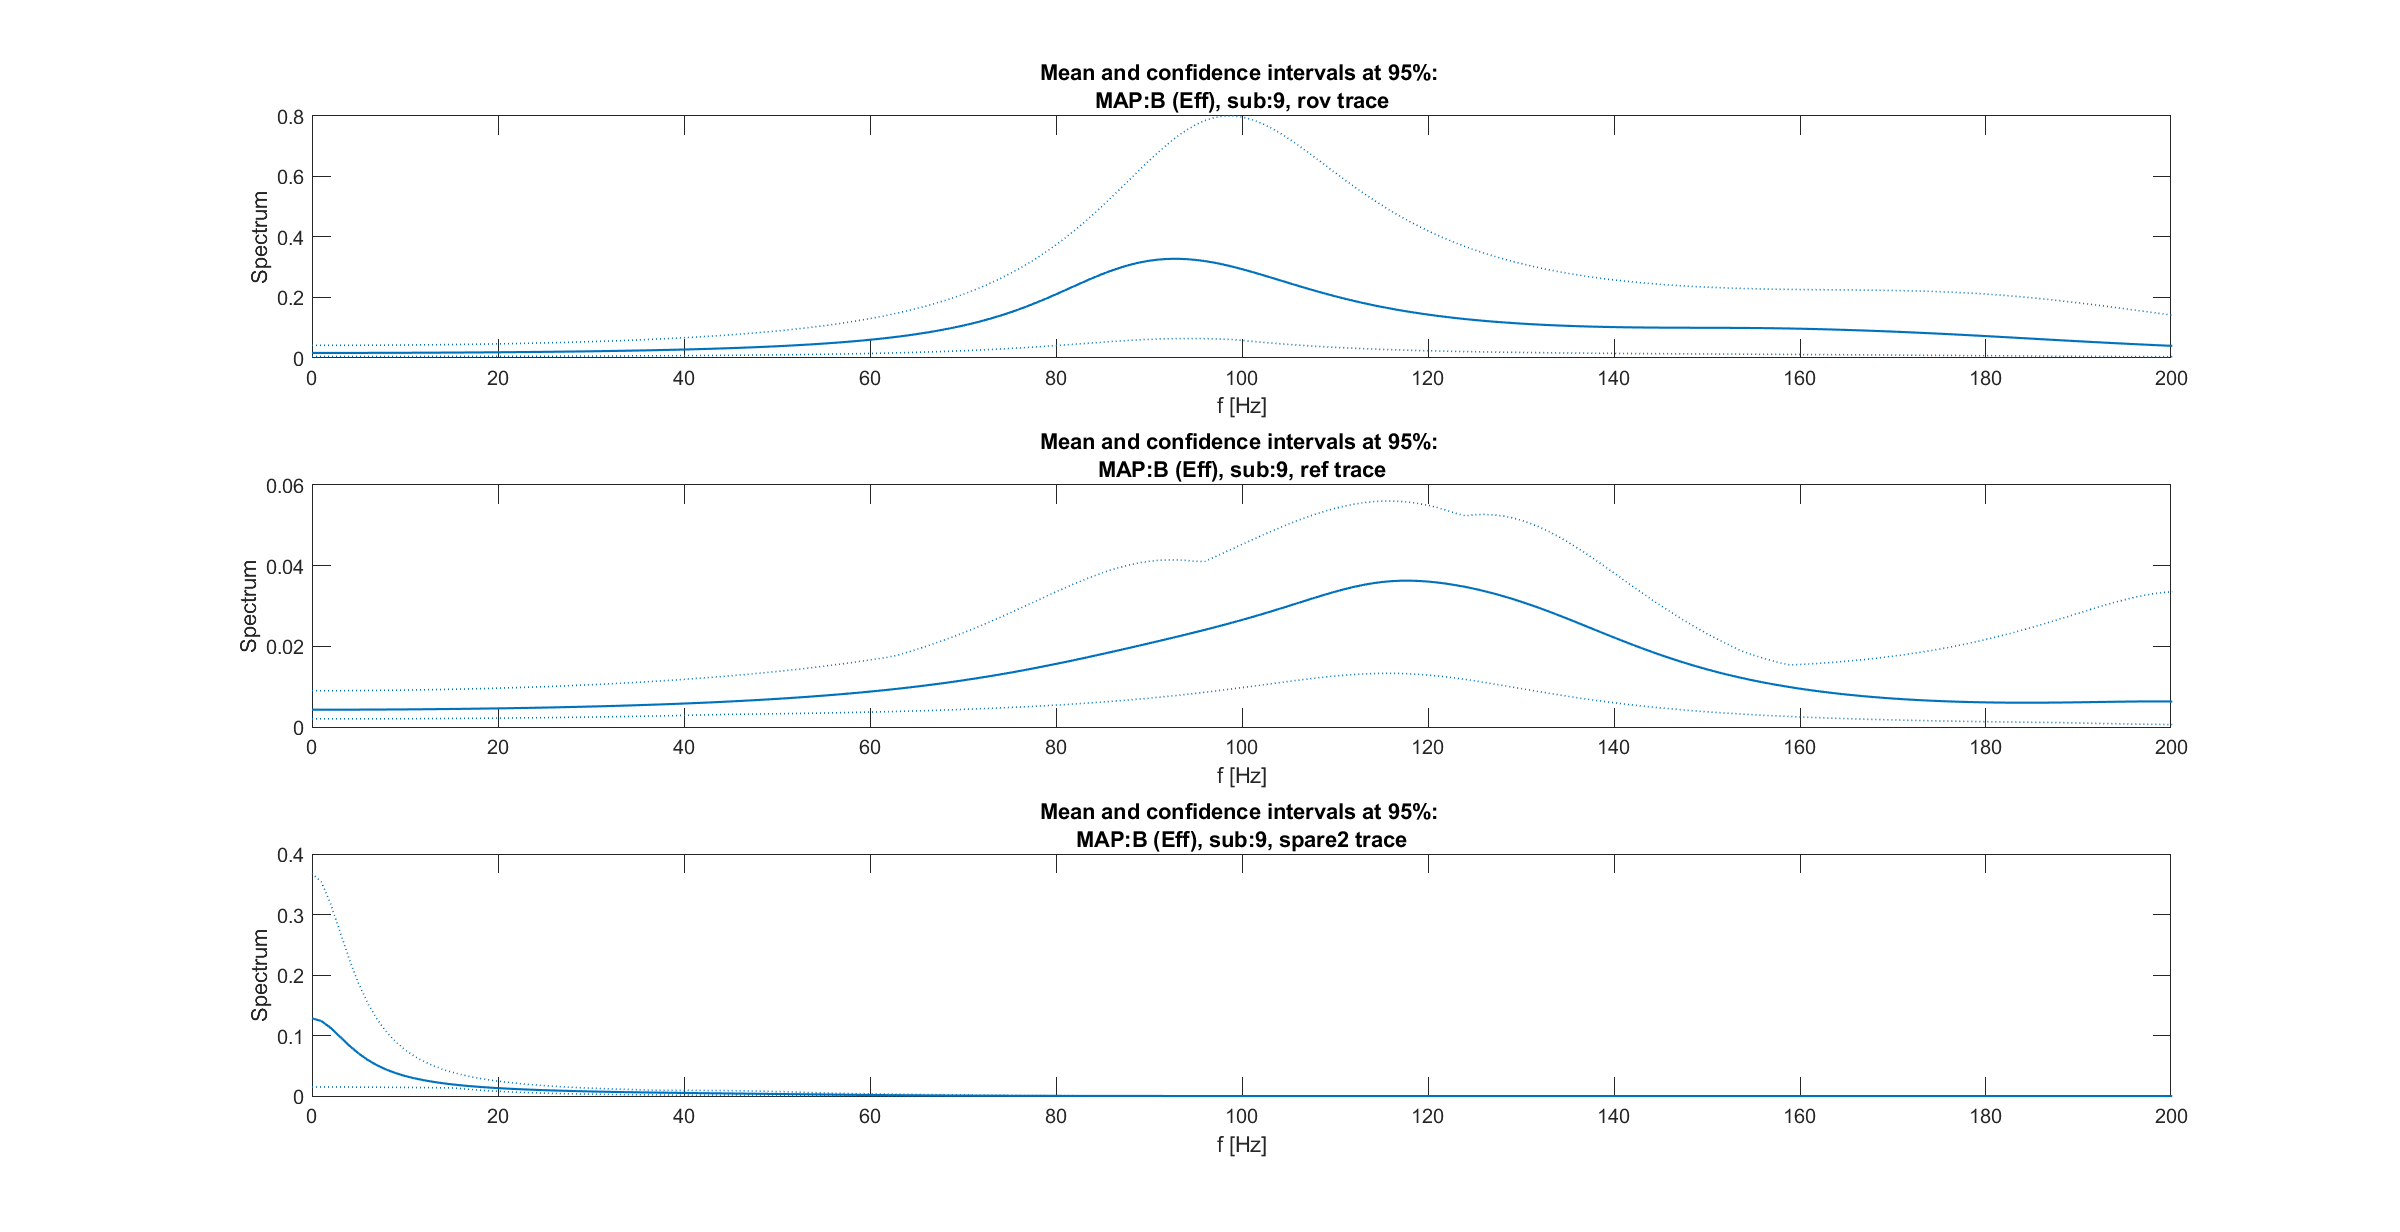 Mean and confidence intervals at 95%:
MAP:B (Eff), sub:9, rov trace
0.8
0.6
0.4
0.2
0
Spectrum
0 20 40 60 80 100 120 140 160 180 200
f [Hz]
Mean and confidence intervals at 95%:
MAP:B (Eff), sub:9, ref trace
0.06
0.04
0.02
0
Spectrum
0 20 40 60 80 100 120 140 160 180 200
f [Hz]
Mean and confidence intervals at 95%:
MAP:B (Eff), sub:9, spare2 trace
0.4
0.3
0.2
0.1
0
Spectrum
0 20 40 60 80 100 120 140 160 180 200
f [Hz]